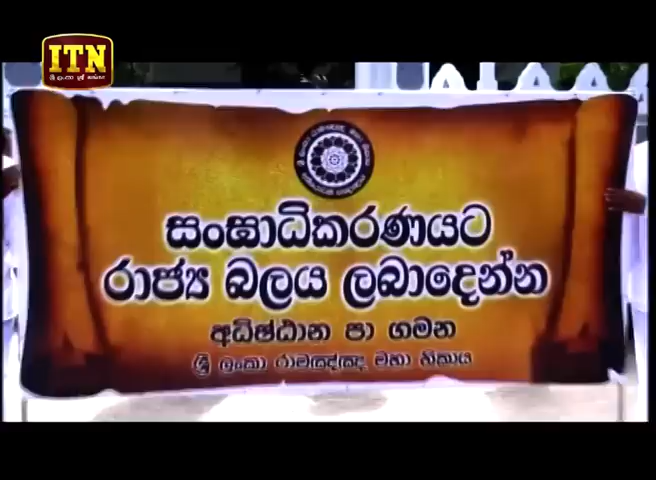 ITN
සංඝාධිකරණයට
රාජ්‍ය බලය ලබාදෙන්න
අධිෂ්ඨාන පා ගමන
ශ්‍රී ලංකා රාමඤ්ඤ මහා නිකාය